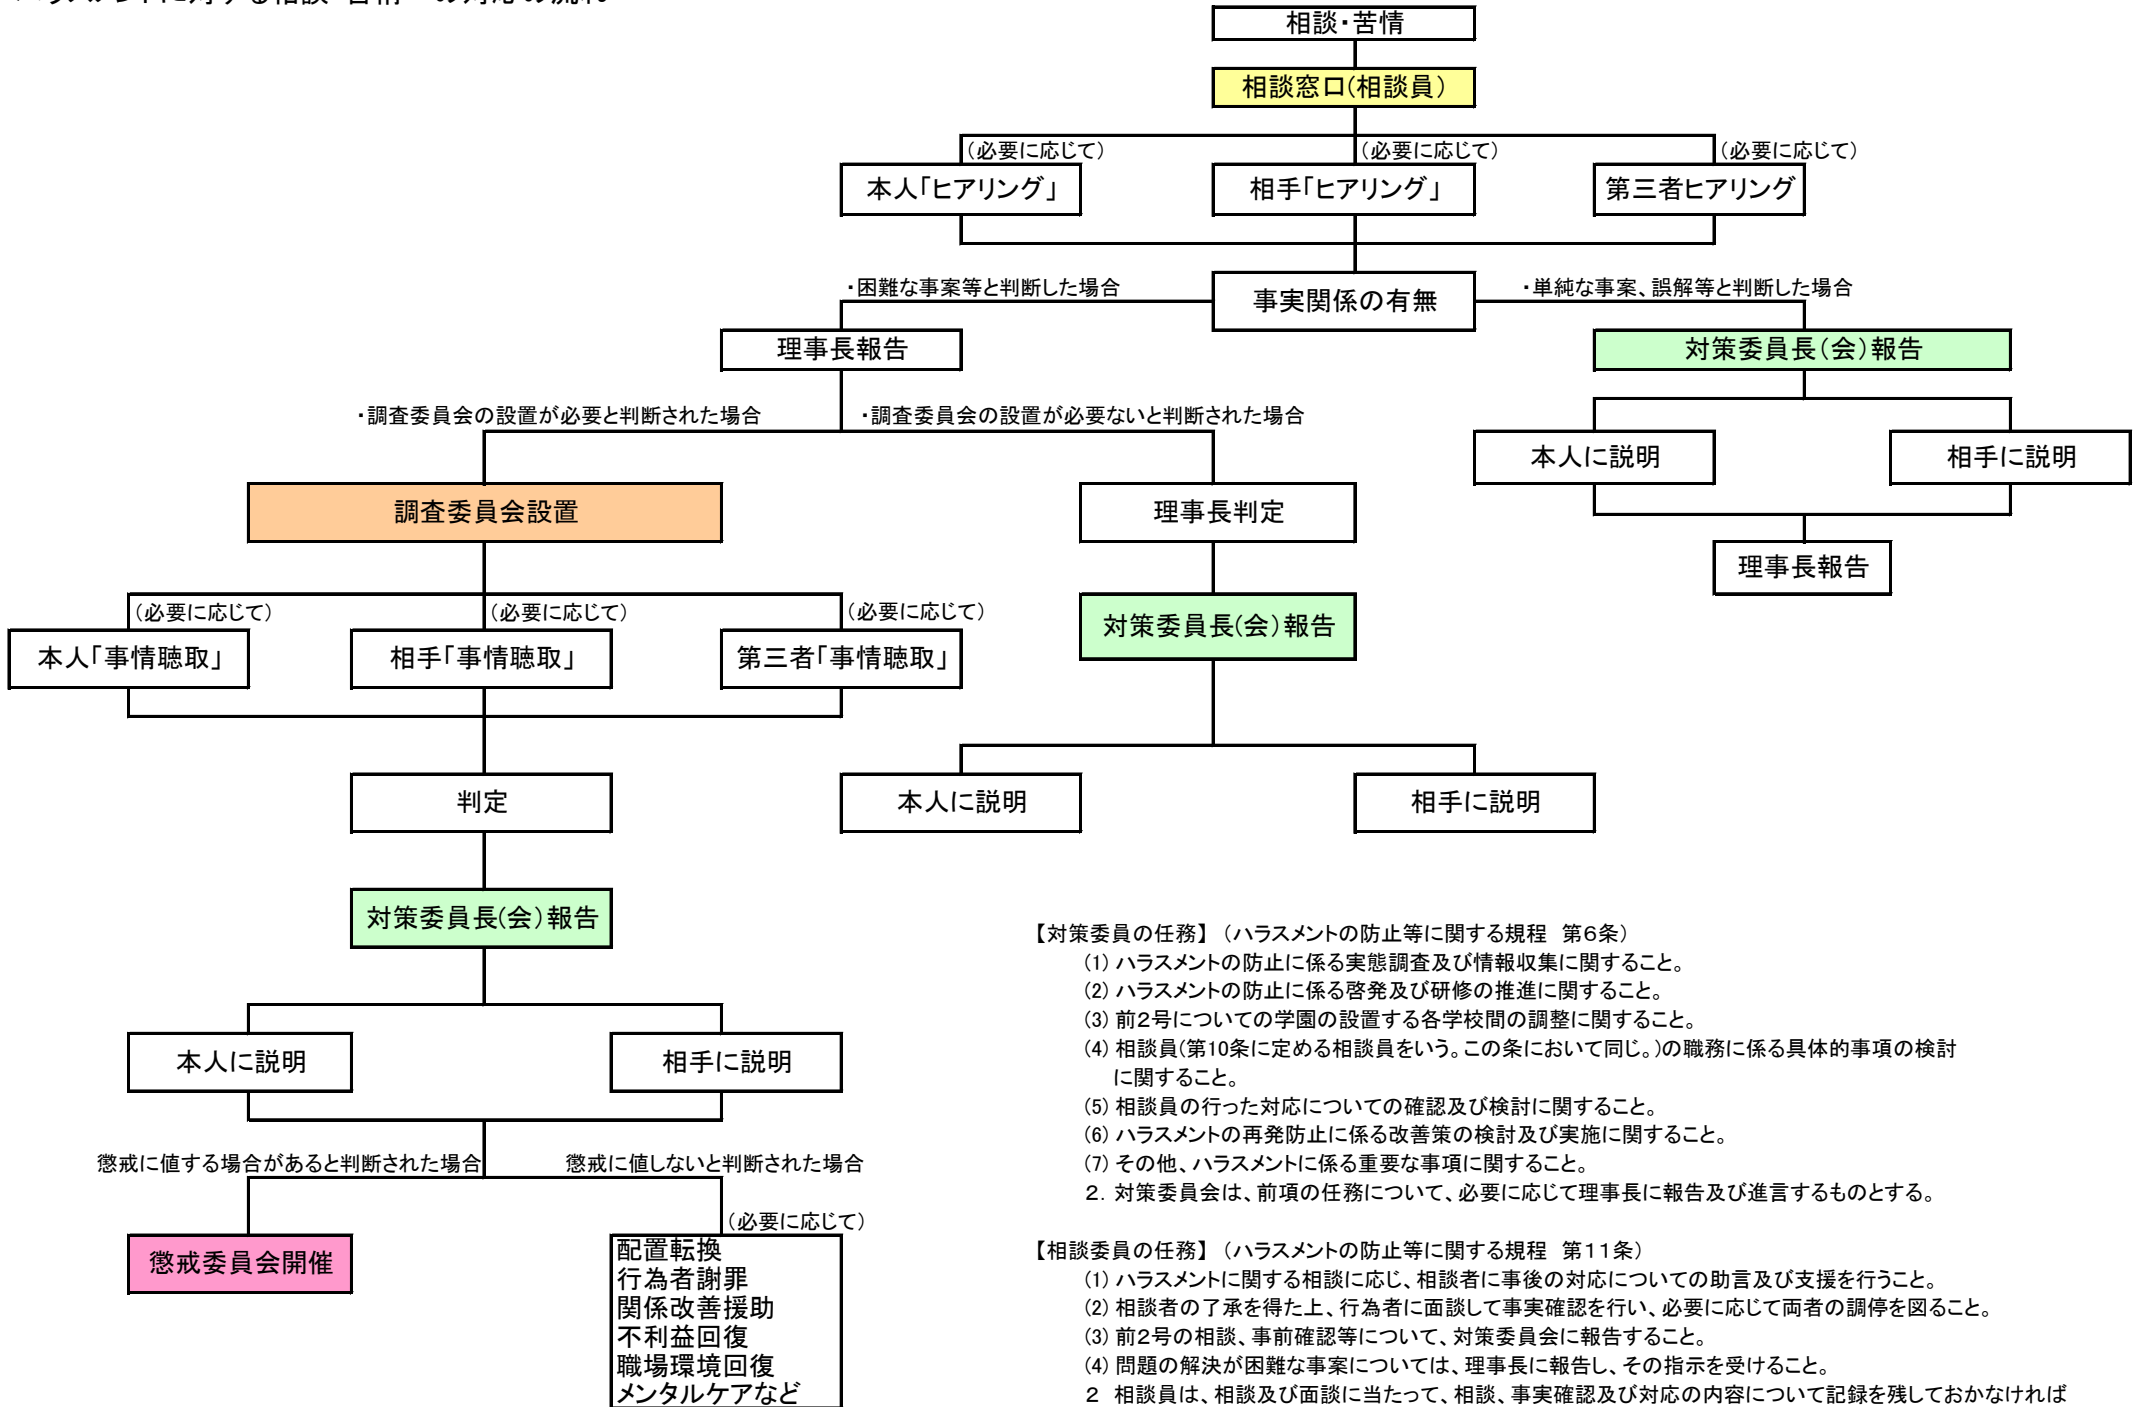 相談・苦情
相談窓口(相談員)
(必要に応じて) (必要に応じて) (必要に応じて)
本人「ヒアリング」 相手「ヒアリング」 第三者ヒアリング
・困難な事案等と判断した場合 事実関係の有無 ・単純な事案、誤解等と判断した場合
理事長報告 対策委員長(会)報告
・調査委員会の設置が必要と判断された場合 ・調査委員会の設置が必要ないと判断された場合
本人に説明 相手に説明
調査委員会設置 理事長判定
理事長報告
(必要に応じて) (必要に応じて) (必要に応じて)
対策委員長(会)報告
本人「事情聴取」 相手「事情聴取」 第三者「事情聴取」
判定 本人に説明 相手に説明
対策委員長(会)報告
本人に説明 相手に説明
懲戒に値する場合があると判断された場合 懲戒に値しないと判断された場合
(必要に応じて)
懲戒委員会開催
配置転換
行為者謝罪
関係改善援助
不利益回復
職場環境回復
メンタルケアなど
【対策委員の任務】（ハラスメントの防止等に関する規程　第６条）
(1) ハラスメントの防止に係る実態調査及び情報収集に関すること。
(2) ハラスメントの防止に係る啓発及び研修の推進に関すること。
(3) 前２号についての学園の設置する各学校間の調整に関すること。
(4) 相談員(第10条に定める相談員をいう。この条において同じ。)の職務に係る具体的事項の検討
に関すること。
(5) 相談員の行った対応についての確認及び検討に関すること。
(6) ハラスメントの再発防止に係る改善策の検討及び実施に関すること。
(7) その他、ハラスメントに係る重要な事項に関すること。
２. 対策委員会は、前項の任務について、必要に応じて理事長に報告及び進言するものとする。
【相談委員の任務】（ハラスメントの防止等に関する規程　第１１条）
(1) ハラスメントに関する相談に応じ、相談者に事後の対応についての助言及び支援を行うこと。
(2) 相談者の了承を得た上、行為者に面談して事実確認を行い、必要に応じて両者の調停を図ること。
(3) 前２号の相談、事前確認等について、対策委員会に報告すること。
(4) 問題の解決が困難な事案については、理事長に報告し、その指示を受けること。
２　相談員は、相談及び面談に当たって、相談、事実確認及び対応の内容について記録を残しておかなければ